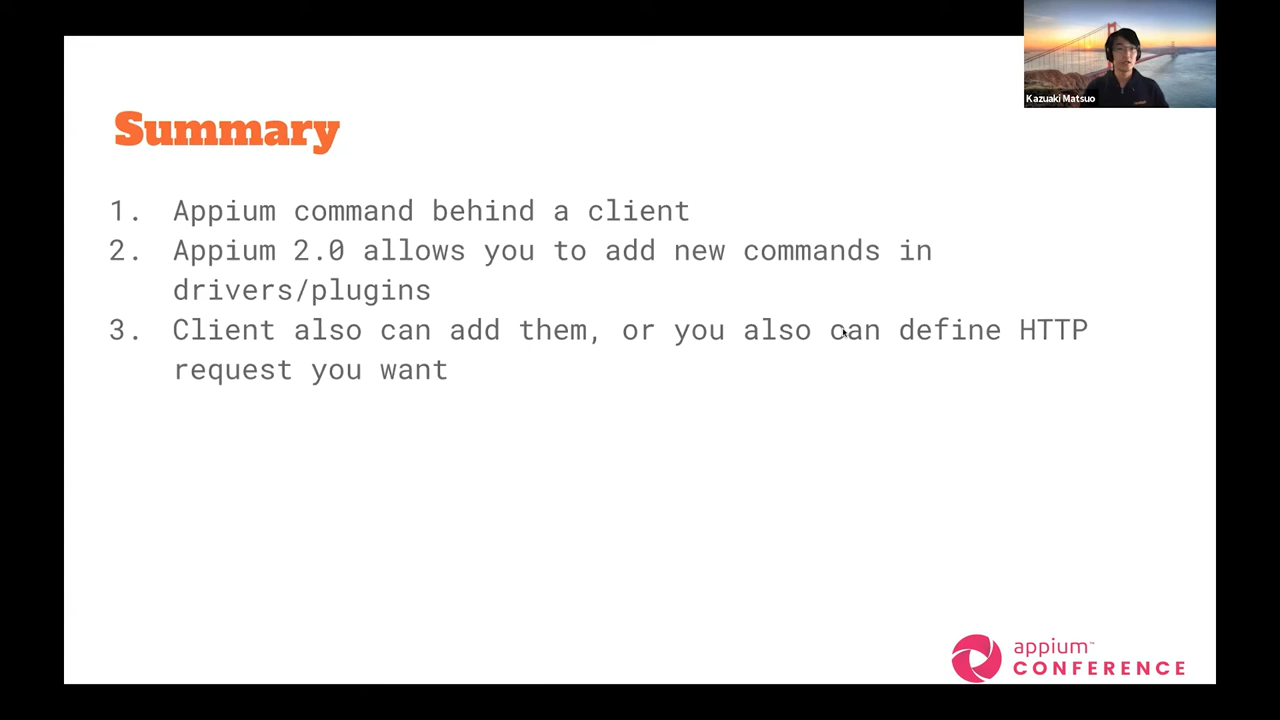 Kazuaki Matsuo
Summary
1. Appium command behind a client
2. Appium 2.0 allows you to add new commands in
drivers/plugins
3. Client also can add them, or you also can define HTTP
request you want
appium™
CONFERENCE